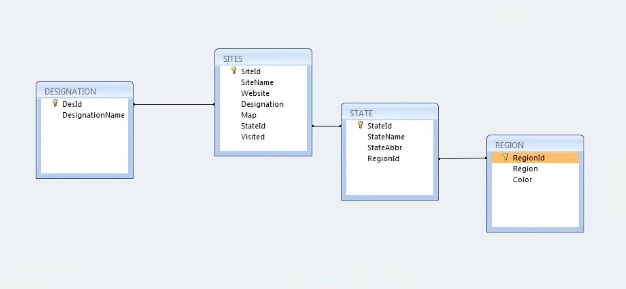 DESIGNATION
DesId
DesignationName
SITES
SiteId
SiteName
Website
Designation
Map
StateId
Visited
STATE
StateId
StateName
StateAbbr
RegionId
REGION
RegionId
Region
Color